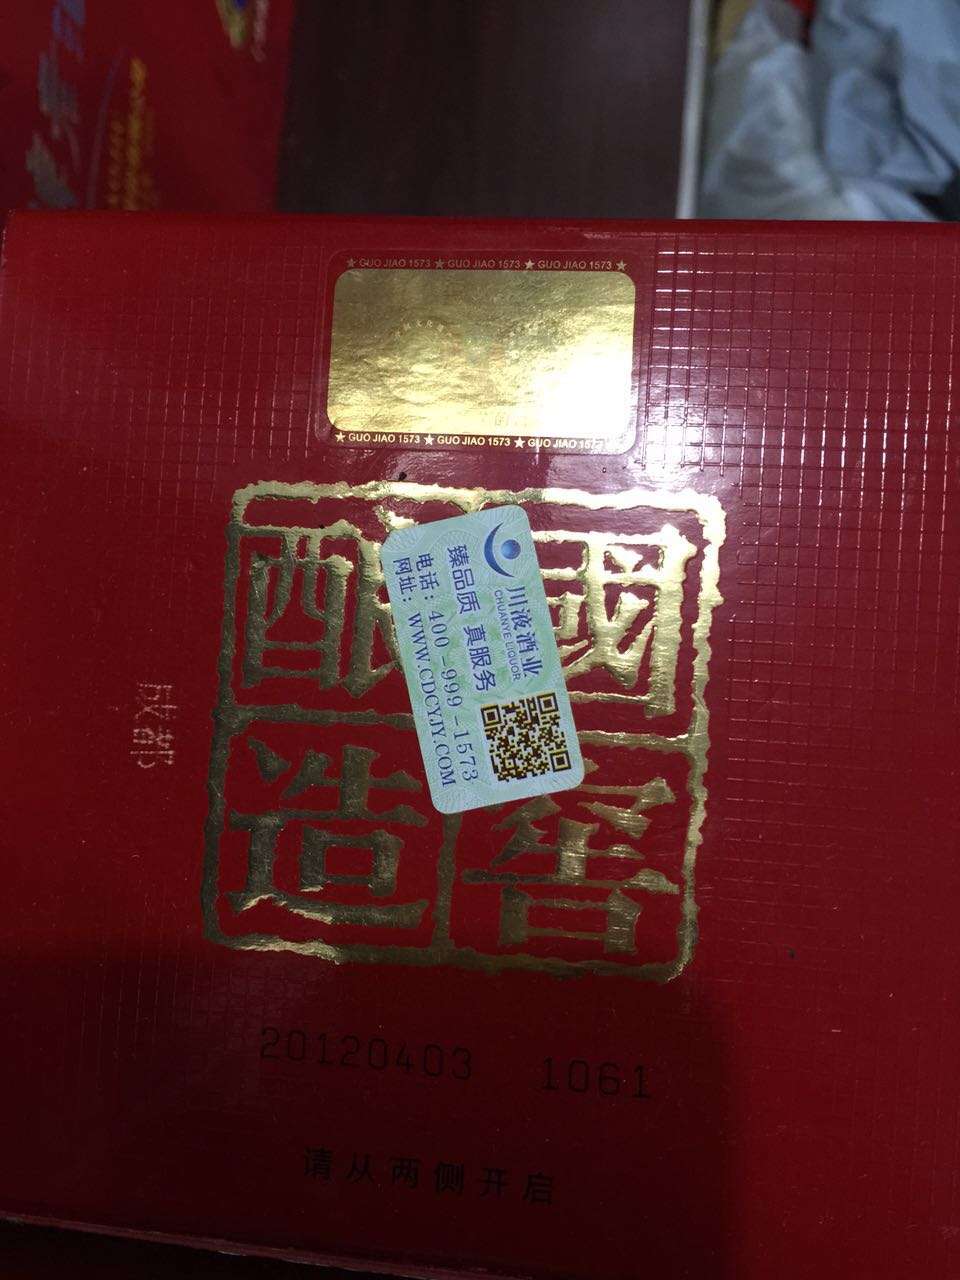 ★ GUO JIAO 1573 ★ GUO JIAO 1573 ★ GUO JIAO 1573 ★
★ GUO JIAO 1573 ★ GUO JIAO 1573 ★ GUO JIAO 1573 ★
國窖
酿造
川液酒业
CHUANYE LIQUOR
臻品质 真服务
电话：400-999-1573
网址：WWW.CDCYJY.COM
成都
20120403 1061
请从两侧开启